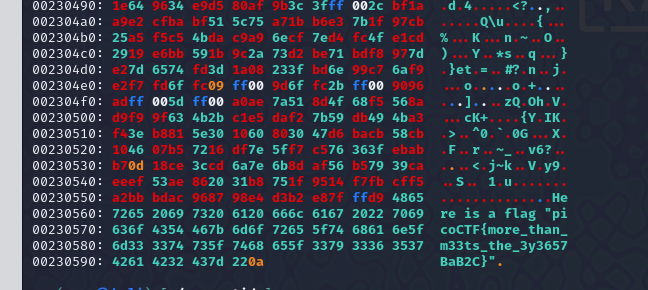 00230490: 1e64 9634 e9d5 80af 9b3c 3fff 002c bf1a .d.4.....<?..,..
002304a0: a9e2 cfba bf51 5c75 a71b b6e3 7b1f 97cb .....Q\u....{...
002304b0: 25a5 f5c5 4bda c9a9 6ecf 7ed4 fc4f e1cd %...K...n.~..O..
002304c0: 2919 e6bb 591b 9c2a 73d2 be71 bdf8 977d )...Y..*s..q...}
002304d0: e27d 6574 fd3d 1a08 233f bd6e 99c7 6af9 .}et.=..#?.n..j.
002304e0: e2f7 fd6f fc09 ff00 9d6f fc2b ff00 9096 ...o.....o.+....
002304f0: adff 005d ff00 a0ae 7a51 8d4f 68f5 568a ...]....zQ.Oh.V.
00230500: d9f9 9f63 4b2b c1e5 daf2 7b59 db49 4ba3 ...cK+....{Y.IK.
00230510: f43e b881 5e30 1060 8030 47d6 bacb 58cb .>..^0.`.0G...X.
00230520: 1046 07b5 7216 df7e 5ff7 c576 363f ebab .F..r..~_..v6?..
00230530: b70d 18ce 3ccd 6a7e 6b8d af56 b579 39ca ....<.j~k..V.y9.
00230540: eeef 53ae 8620 31b8 751f 9514 f7fb cff5 ..S.. 1.u.......
00230550: a2bb bdac 9687 98e4 d3b2 e87f ffd9 4865 ..............He
00230560: 7265 2069 7320 6120 666c 6167 2022 7069 re is a flag "pi
00230570: 636f 4354 467b 6d6f 7265 5f74 6861 6e5f coCTF{more_than_
00230580: 6d33 3374 735f 7468 655f 3379 3336 3537 m33ts_the_3y3657
00230590: 4261 4232 437d 220a BaB2C}".